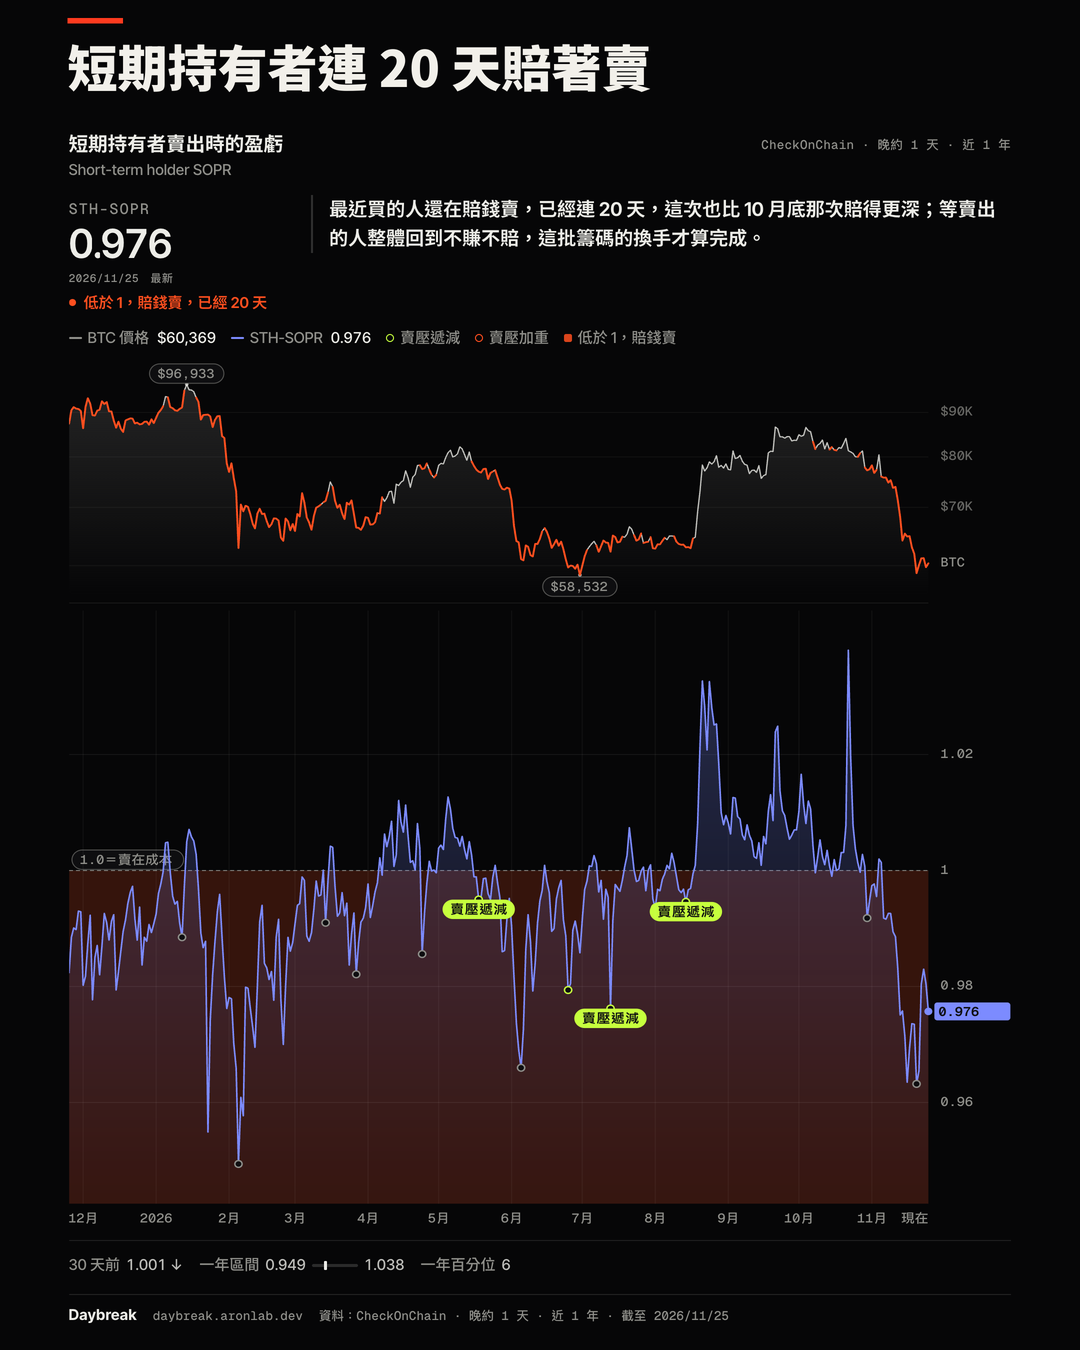 短期持有者連 20 天賠著賣
短期持有者賣出時的盈虧
CheckOnChain · 晚約 1 天 · 近 1 年
Short-term holder SOPR
STH-SOPR
0.976
2026/11/25 最新
低於 1，賠錢賣，已經 20 天
最近買的人還在賠錢賣，已經連 20 天，這次也比 10 月底那次賠得更深；等賣出
的人整體回到不賺不賠，這批籌碼的換手才算完成。
BTC 價格 $60,369 STH-SOPR 0.976 賣壓遞減 賣壓加重 低於 1，賠錢賣
$96,933
$90K
$80K
$70K
BTC
$58,532
1.02
1.0＝賣在成本
1
賣壓遞減
賣壓遞減
0.98
0.976
賣壓遞減
0.96
12月 2026 2月 3月 4月 5月 6月 7月 8月 9月 10月 11月 現在
30 天前 1.001 ↓ 一年區間 0.949 1.038 一年百分位 6
Daybreak daybreak.aronlab.dev 資料：CheckOnChain · 晚約 1 天 · 近 1 年 · 截至 2026/11/25